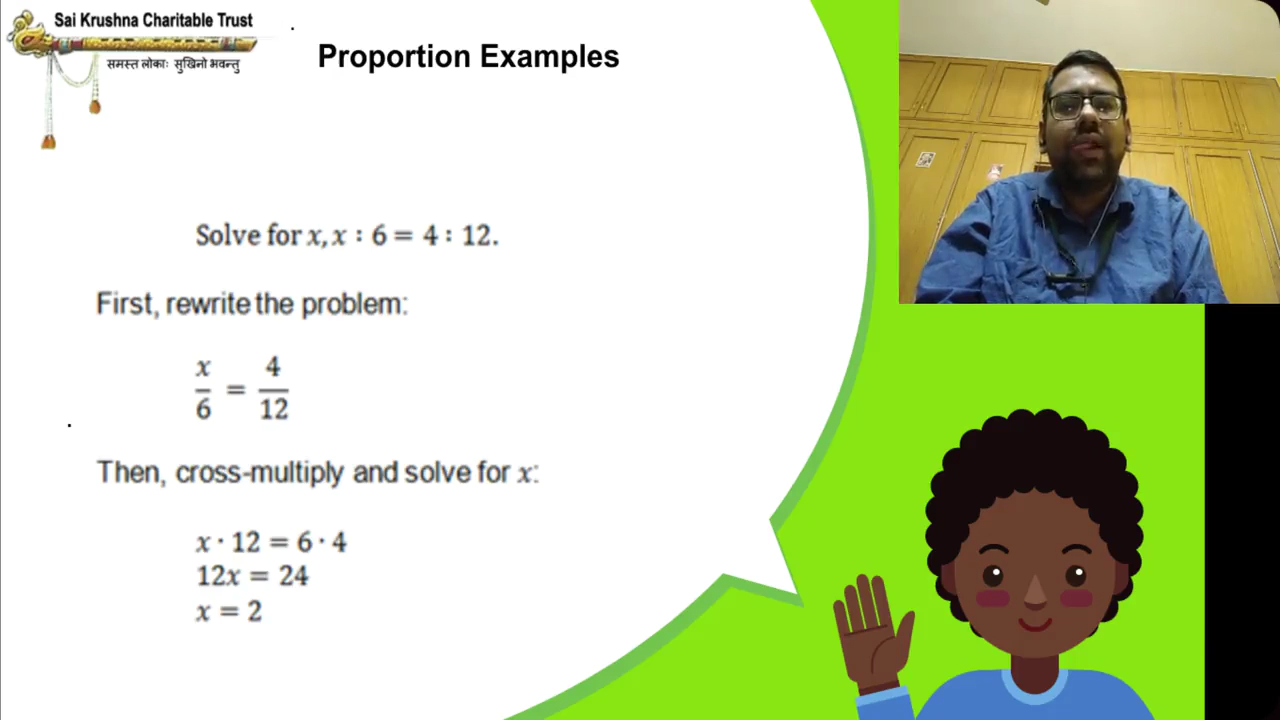 Sai Krushna Charitable Trust
समस्त लोकाः सुखिनो भवन्तु
Proportion Examples
Solve for x, x : 6 = 4 : 12.
First, rewrite the problem:
x/6 = 4/12
Then, cross-multiply and solve for x:
x · 12 = 6 · 4
12x = 24
x = 2